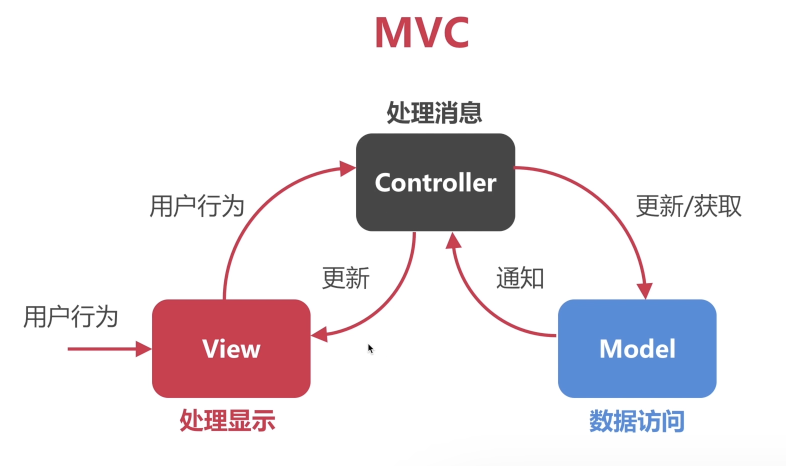 MVC
处理消息
Controller
用户行为
更新/获取
更新
通知
用户行为
View
Model
处理显示
数据访问